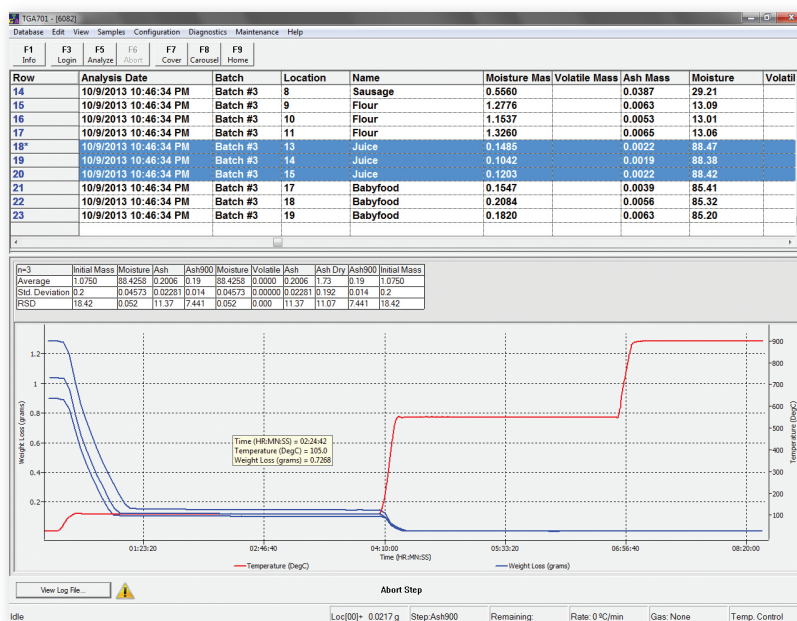 TGA701 - [6082]
Database Edit View Samples Configuration Diagnostics Maintenance Help
F1 F3 F5 F6 F7 F8 F9
Info Login Analyze Abort Cover Carousel Home
Row Analysis Date Batch Location Name Moisture Mas Volatile Mass Ash Mass Moisture Volatil
14 10/9/2013 10:46:34 PM Batch #3 8 Sausage 0.5560 0.0387 29.21
15 10/9/2013 10:46:34 PM Batch #3 9 Flour 1.2776 0.0063 13.09
16 10/9/2013 10:46:34 PM Batch #3 10 Flour 1.1537 0.0053 13.01
17 10/9/2013 10:46:34 PM Batch #3 11 Flour 1.3260 0.0065 13.06
18* 10/9/2013 10:46:34 PM Batch #3 13 Juice 0.1485 0.0022 88.47
19 10/9/2013 10:46:34 PM Batch #3 14 Juice 0.1042 0.0019 88.38
20 10/9/2013 10:46:34 PM Batch #3 15 Juice 0.1203 0.0022 88.42
21 10/9/2013 10:46:34 PM Batch #3 17 Babyfood 0.1547 0.0039 85.41
22 10/9/2013 10:46:34 PM Batch #3 18 Babyfood 0.2084 0.0056 85.32
23 10/9/2013 10:46:34 PM Batch #3 19 Babyfood 0.1820 0.0063 85.20
n=3 Initial Mass Moisture Ash Ash900 Moisture Volatile Ash Ash Dry Ash900 Initial Mass
Average 1.0750 88.4258 0.2006 0.19 88.4258 0.0000 0.2006 1.73 0.19 1.0750
Std. Deviation 0.2 0.04573 0.02281 0.014 0.04573 0.00000 0.02281 0.192 0.014 0.2
RSD 18.42 0.052 11.37 7.441 0.052 0.000 11.37 11.07 7.441 18.42
Weight Loss (grams)
1.2
1
0.8
0.6
0.4
0.2
Time (HR:MN:SS) = 02:24:42
Temperature (DegC) = 105.0
Weight Loss (grams) = 0.7268
900
800
700
600
500
400
300
200
100
Temperature (DegC)
01:23:20 02:46:40 04:10:00 05:33:20 06:56:40 08:20:00
Time (HR:MN:SS)
Temperature (DegC) Weight Loss (grams)
View Log File... Abort Step
Idle Loc[00]+ 0.0217 g Step:Ash900 Remaining: Rate: 0 ºC/min Gas: None Temp. Control